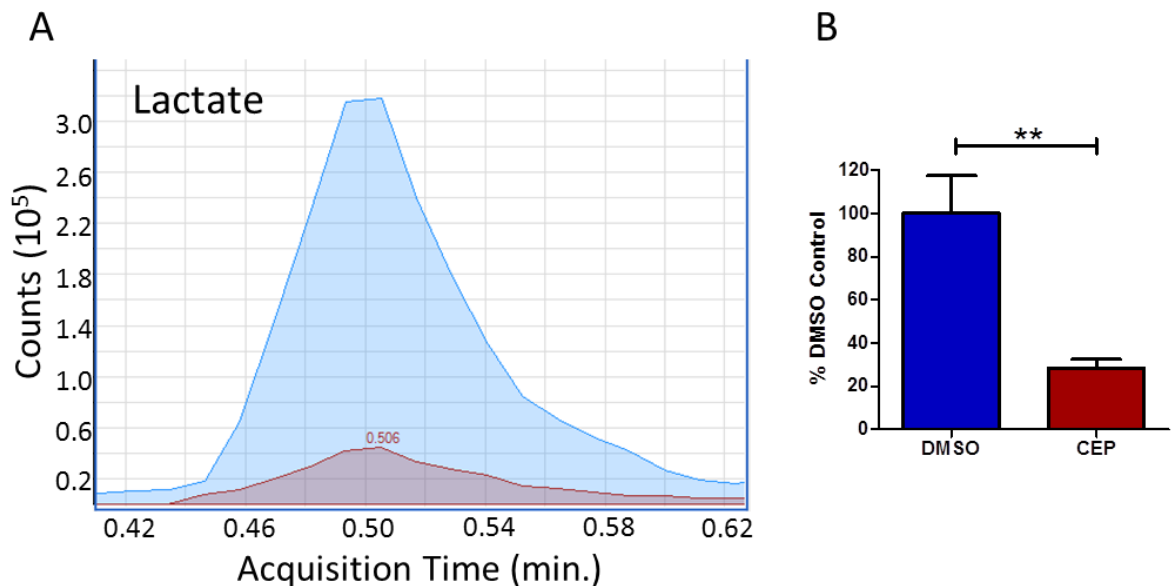 A
Lactate
Counts (10⁵)
3.0
2.6
2.2
1.8
1.4
1.0
0.6
0.2
0.506
0.42 0.46 0.50 0.54 0.58 0.62
Acquisition Time (min.)
B
**
% DMSO Control
120
100
80
60
40
20
0
DMSO CEP